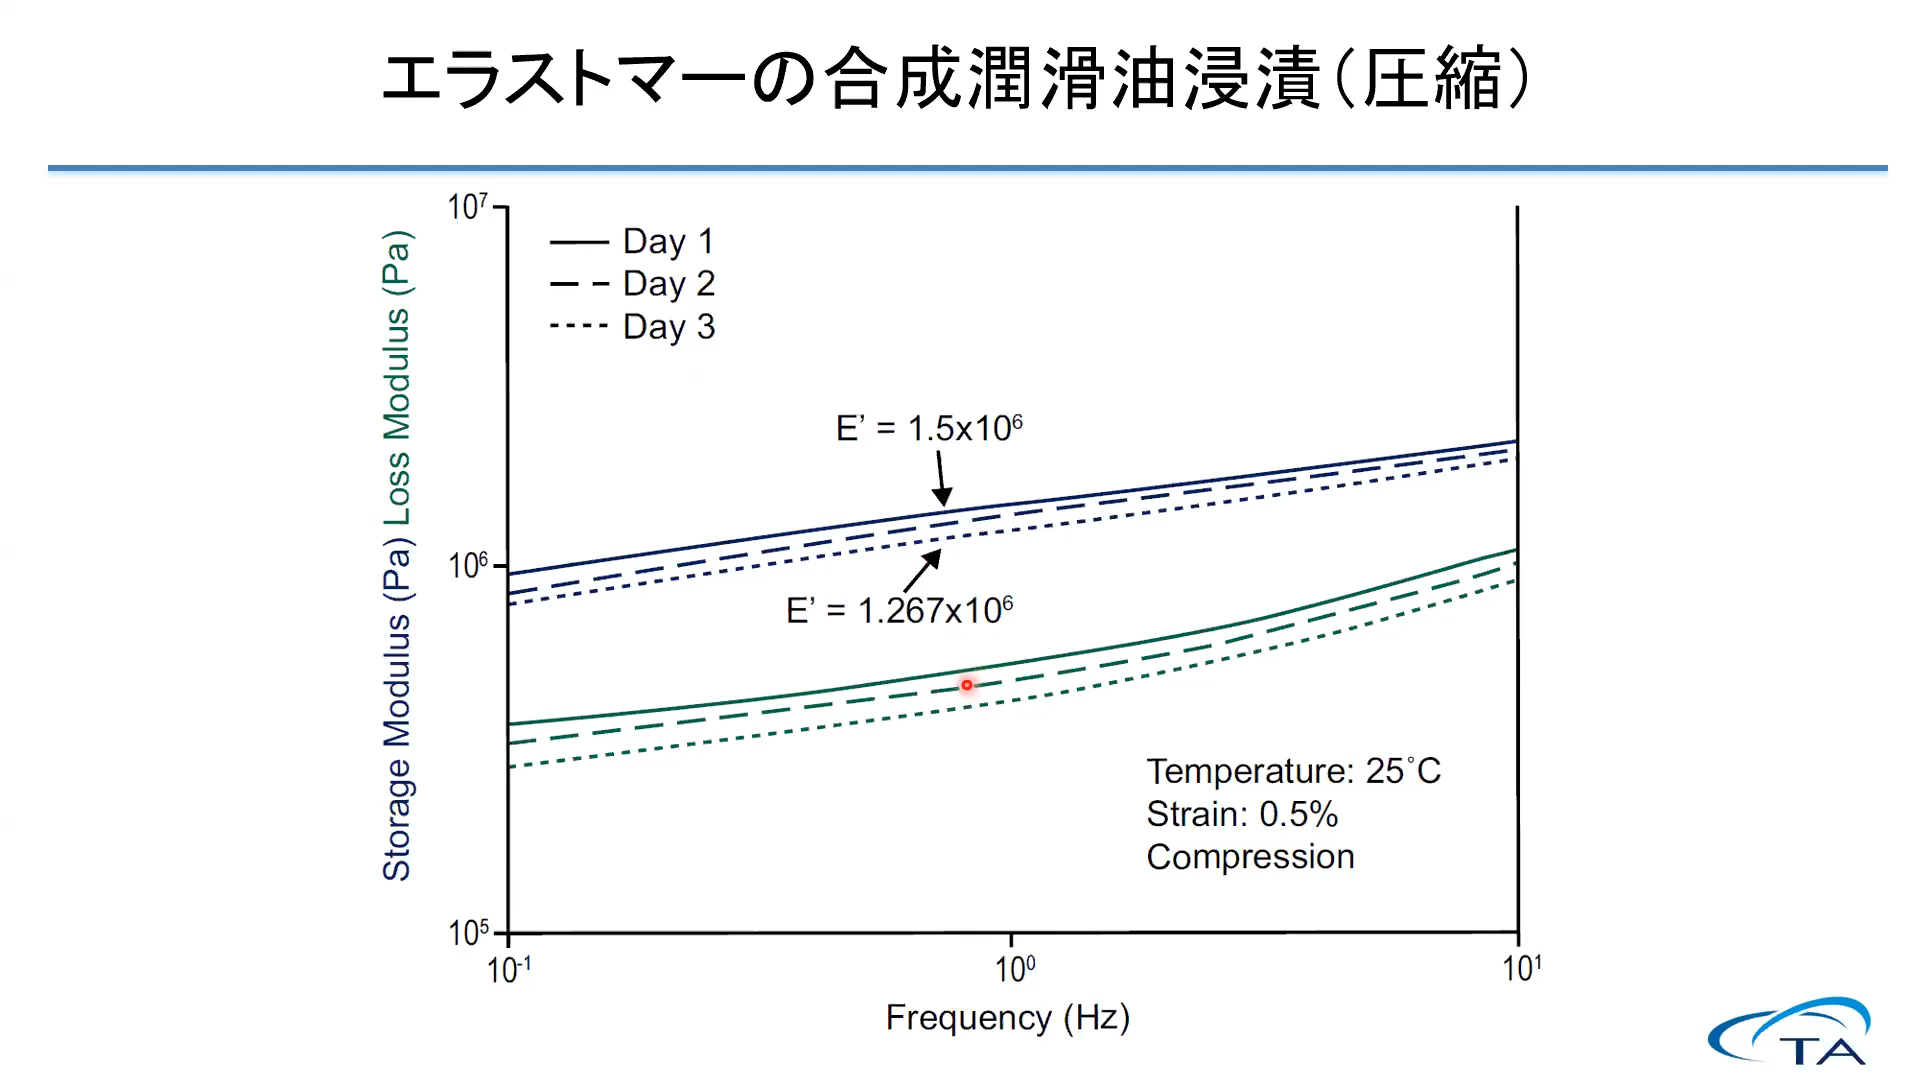 エラストマーの合成潤滑油浸漬（圧縮）
Storage Modulus (Pa) Loss Modulus (Pa)
10⁷
10⁶
10⁵
Day 1
Day 2
Day 3
E’ = 1.5x10⁶
E’ = 1.267x10⁶
Temperature: 25˚C
Strain: 0.5%
Compression
10⁻¹
10⁰
10¹
Frequency (Hz)
TA